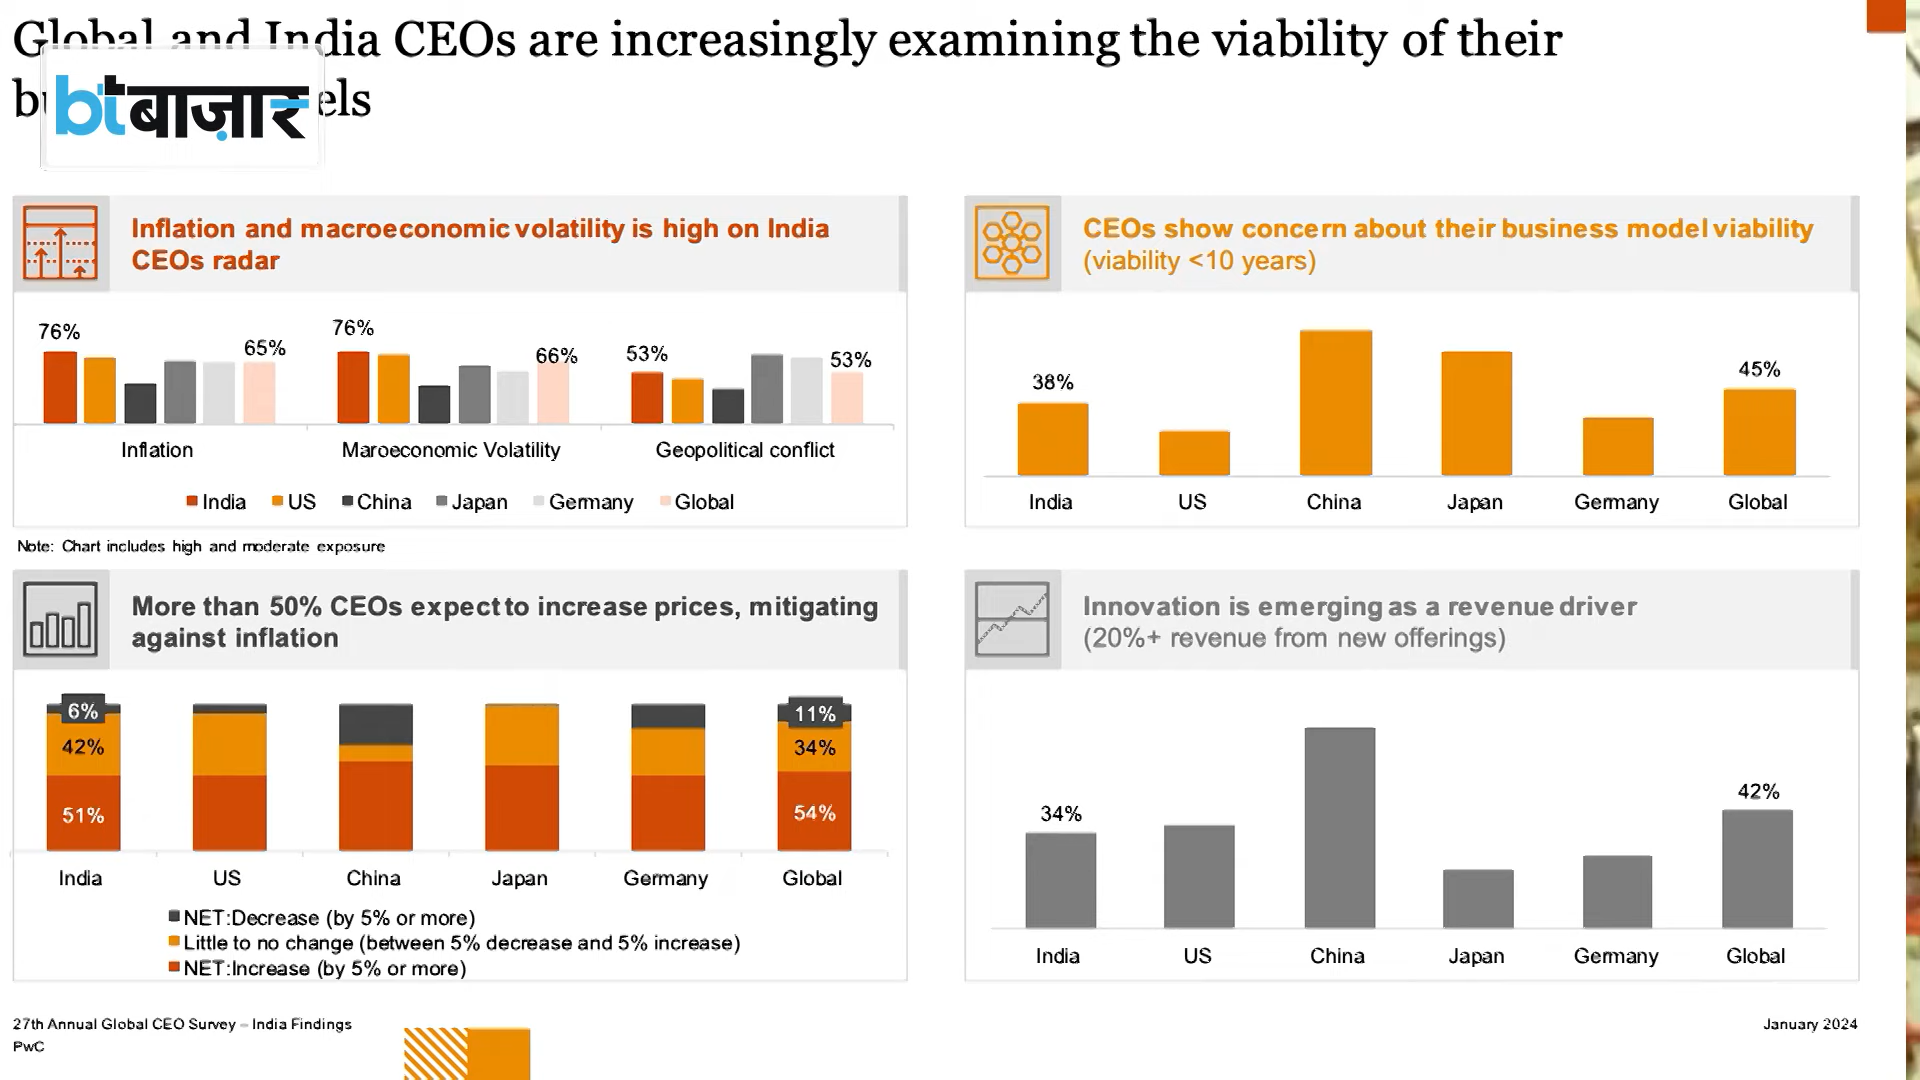 Global and India CEOs are increasingly examining the viability of their
els
btबाज़ार
Inflation and macroeconomic volatility is high on India
CEOs radar
76%
65%
76%
66%
53%
53%
Inflation
Maroeconomic Volatility
Geopolitical conflict
India US China Japan Germany Global
Note: Chart includes high and moderate exposure
CEOs show concern about their business model viability
(viability <10 years)
38%
45%
India US China Japan Germany Global
More than 50% CEOs expect to increase prices, mitigating
against inflation
6%
42%
51%
11%
34%
54%
India US China Japan Germany Global
NET:Decrease (by 5% or more)
Little to no change (between 5% decrease and 5% increase)
NET:Increase (by 5% or more)
Innovation is emerging as a revenue driver
(20%+ revenue from new offerings)
34%
42%
India US China Japan Germany Global
27th Annual Global CEO Survey – India Findings
PwC
January 2024